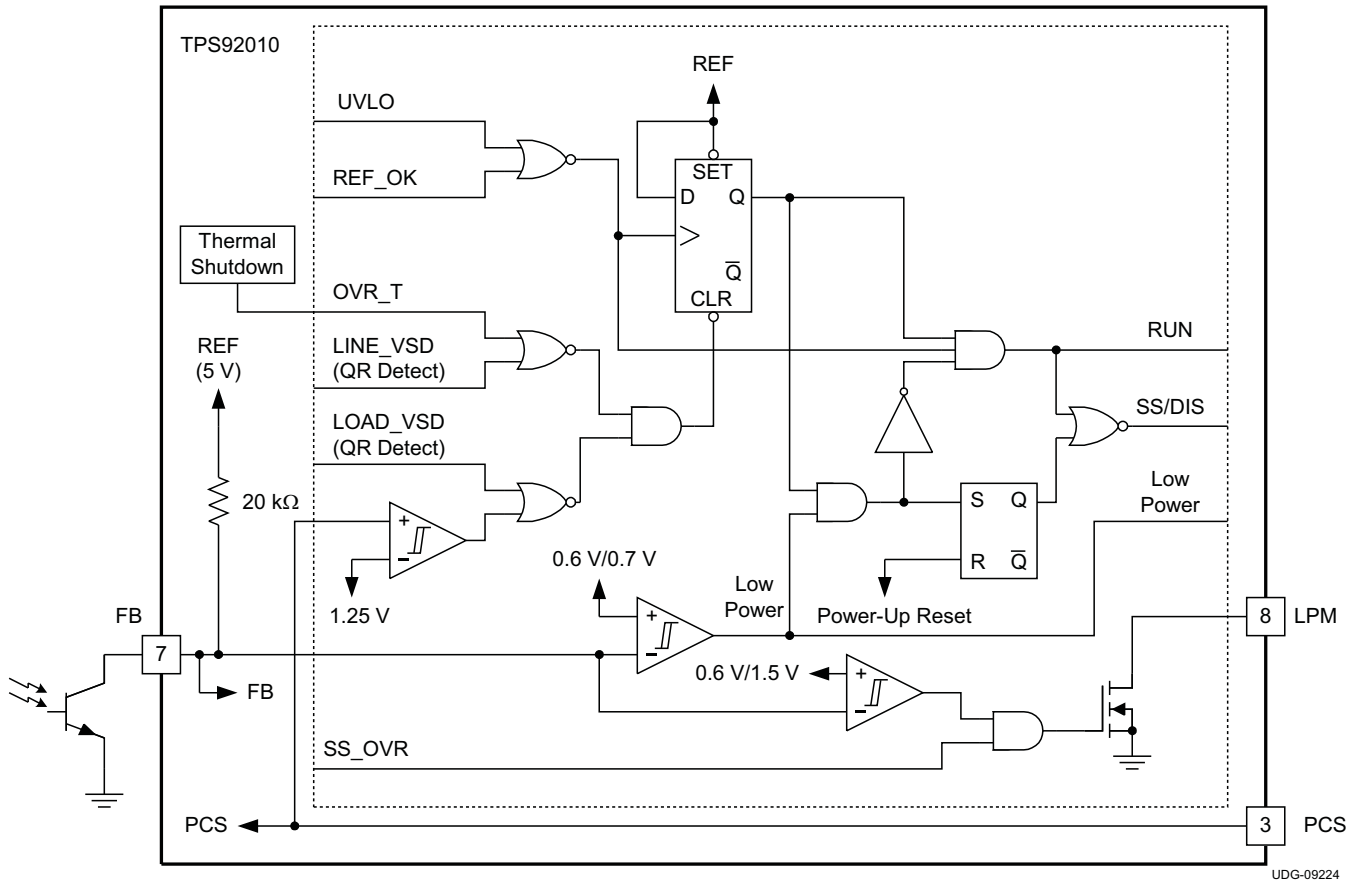 TPS92010
REF
UVLO
SET
REF_OK
D
Q
Thermal
Shutdown
Q̅
CLR
OVR_T
RUN
REF
(5 V)
LINE_VSD
(QR Detect)
SS/DIS
LOAD_VSD
(QR Detect)
Low
Power
20 kΩ
S
Q
+
−
0.6 V/0.7 V
R
Q̅
1.25 V
Low
Power
Power-Up Reset
FB
+
8
LPM
7
−
0.6 V/1.5 V
+
FB
−
SS_OVR
PCS
3
PCS
UDG-09224